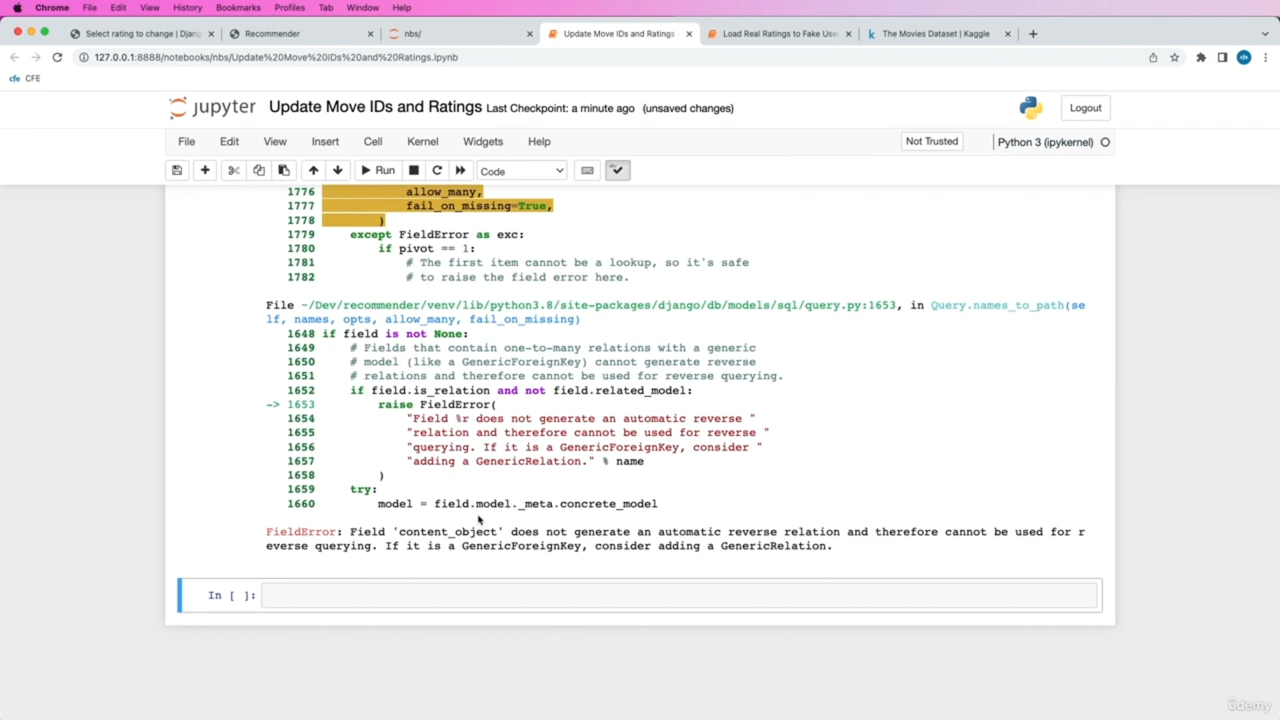 Chrome File Edit View History Bookmarks Profiles Tab Window Help
Select rating to change | Djang Recommender nbs/ Update Move IDs and Ratings - Load Real Ratings to Fake User The Movies Dataset | Kaggle
127.0.0.1:8888/notebooks/nbs/Update%20Move%20IDs%20and%20Ratings.ipynb
cfe CFE
jupyter Update Move IDs and Ratings Last Checkpoint: a minute ago (unsaved changes) Logout
File Edit View Insert Cell Kernel Widgets Help Not Trusted Python 3 (ipykernel)
Run Code
1776 allow_many,
1777 fail_on_missing=True,
1778 )
1779 except FieldError as exc:
1780 if pivot == 1:
1781 # The first item cannot be a lookup, so it's safe
1782 # to raise the field error here.
File ~/Dev/recommender/venv/lib/python3.8/site-packages/django/db/models/sql/query.py:1653, in Query.names_to_path(se
lf, names, opts, allow_many, fail_on_missing)
1648 if field is not None:
1649 # Fields that contain one-to-many relations with a generic
1650 # model (like a GenericForeignKey) cannot generate reverse
1651 # relations and therefore cannot be used for reverse querying.
1652 if field.is_relation and not field.related_model:
-> 1653 raise FieldError(
1654 "Field %r does not generate an automatic reverse "
1655 "relation and therefore cannot be used for reverse "
1656 "querying. If it is a GenericForeignKey, consider "
1657 "adding a GenericRelation." % name
1658 )
1659 try:
1660 model = field.model._meta.concrete_model
FieldError: Field 'content_object' does not generate an automatic reverse relation and therefore cannot be used for r
everse querying. If it is a GenericForeignKey, consider adding a GenericRelation.
In [ ]:
ûdemy